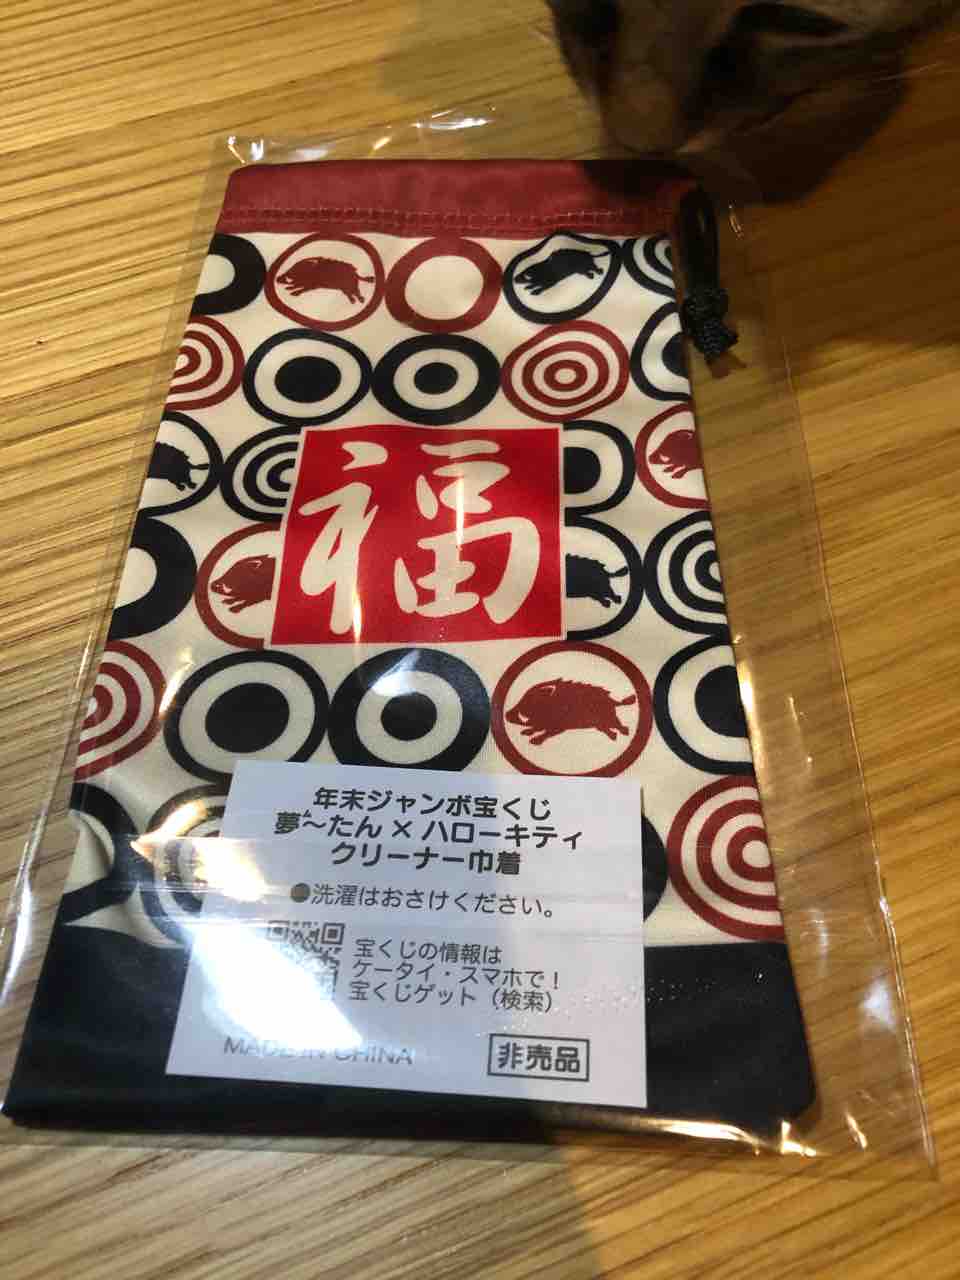 福
年末ジャンボ宝くじ
夢〜たん×ハローキティ
クリーナー巾着
●洗濯はおさけください。
宝くじの情報は
ケータイ・スマホで!
宝くじゲット（検索）
MADE IN CHINA
非売品